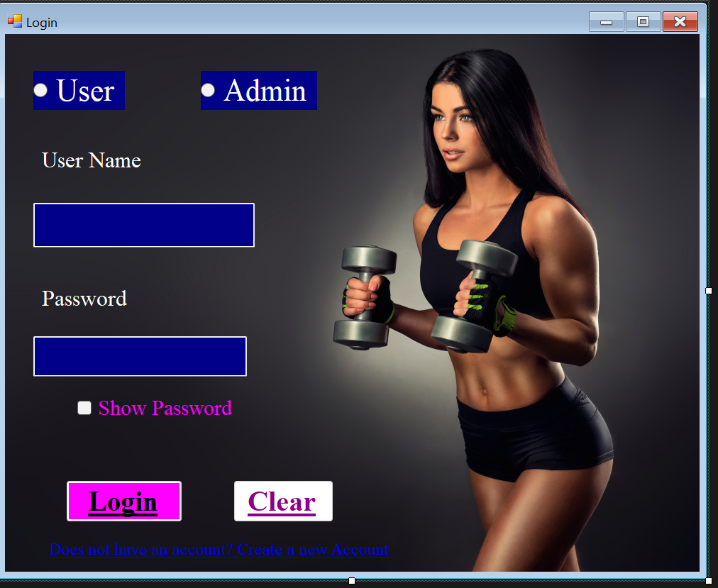 Login
User Admin
User Name
Password
Show Password
Login Clear
Does not have an account? Create a new Account